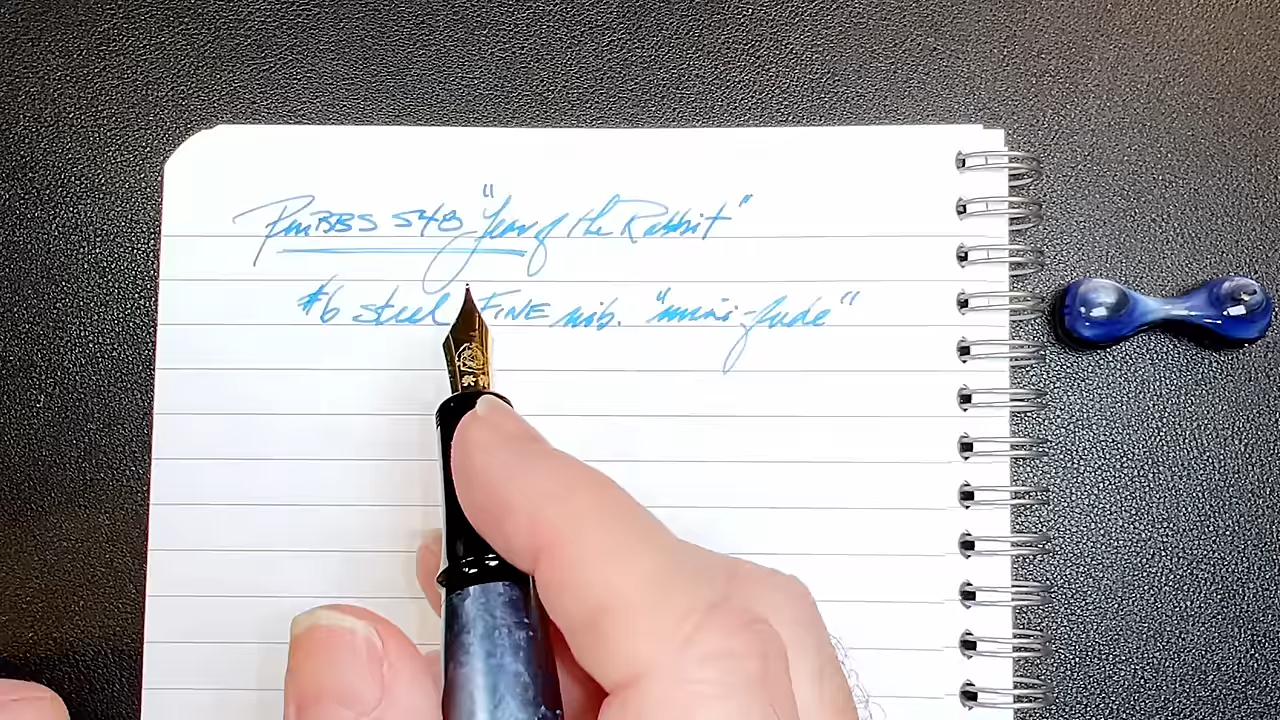 PenBBS 548 "Year of the Rabbit"
#6 steel FINE nib. "mini-fude"